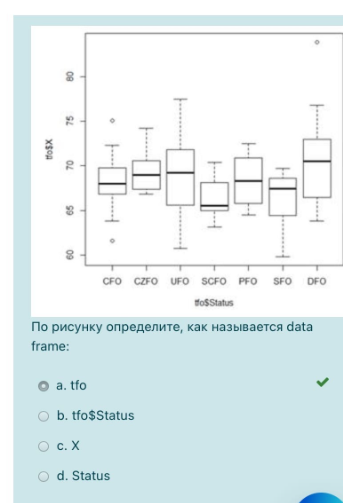 80
75
70
65
60
tfo$X
CFO CZFO UFO SCFO PFO SFO DFO
tfo$Status
По рисунку определите, как называется data
frame:
a. tfo
b. tfo$Status
c. X
d. Status